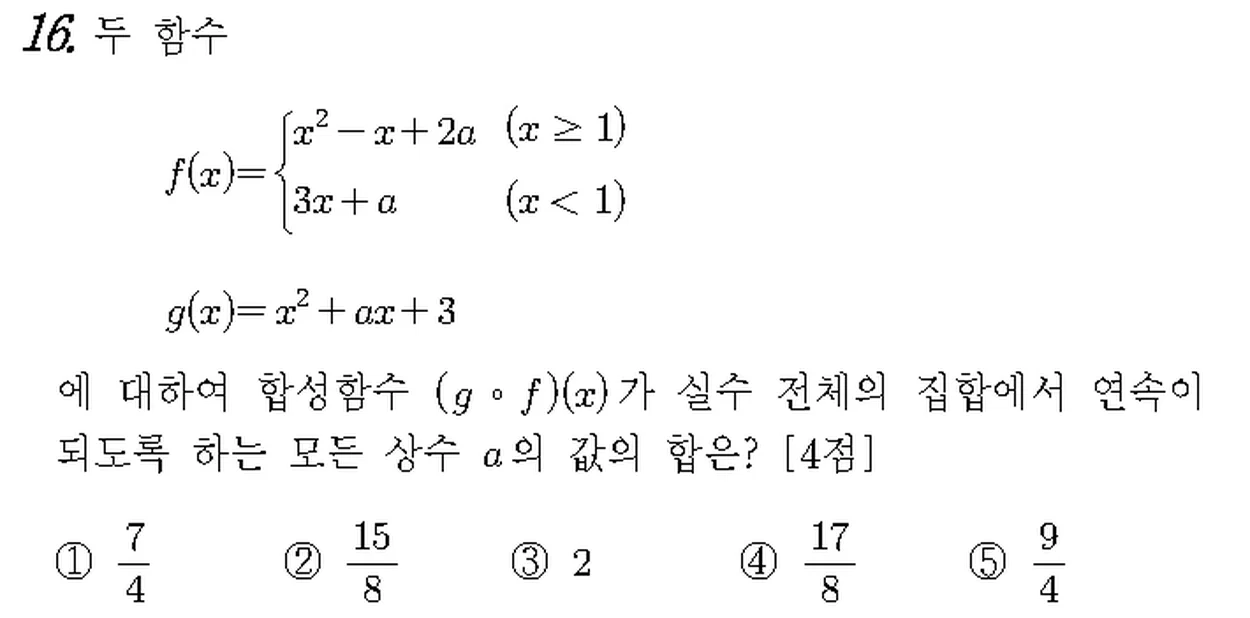 16. 두 함수
f(x)={x²-x+2a (x ≥ 1)
3x+a (x < 1)
g(x)=x²+ax+3
에 대하여 합성함수 (g ∘ f)(x)가 실수 전체의 집합에서 연속이
되도록 하는 모든 상수 a의 값의 합은? [4점]
① 7/4 ② 15/8 ③ 2 ④ 17/8 ⑤ 9/4